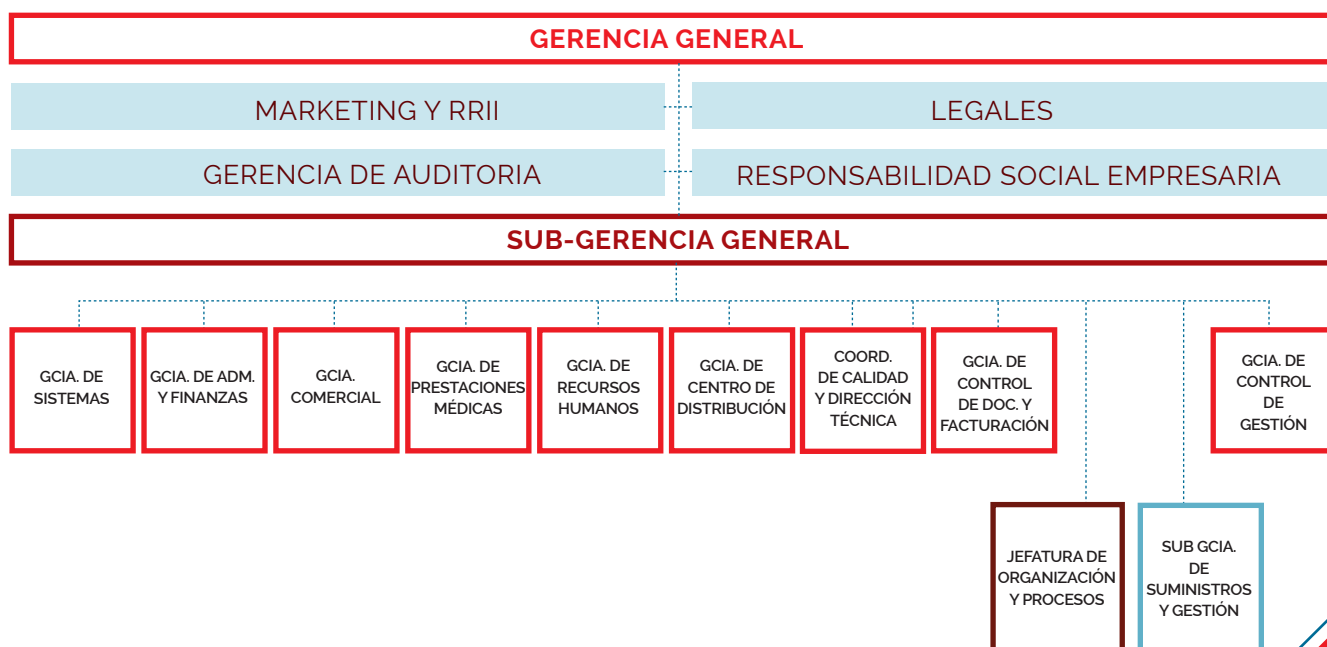 GERENCIA GENERAL
MARKETING Y RRII
LEGALES
GERENCIA DE AUDITORIA
RESPONSABILIDAD SOCIAL EMPRESARIA
SUB-GERENCIA GENERAL
GCIA. DE
SISTEMAS
GCIA. DE ADM.
Y FINANZAS
GCIA.
COMERCIAL
GCIA. DE
PRESTACIONES
MÉDICAS
GCIA. DE
RECURSOS
HUMANOS
GCIA. DE
CENTRO DE
DISTRIBUCIÓN
COORD.
DE CALIDAD
Y DIRECCIÓN
TÉCNICA
GCIA. DE
CONTROL
DE DOC. Y
FACTURACIÓN
GCIA. DE
CONTROL
DE
GESTIÓN
JEFATURA DE
ORGANIZACIÓN
Y PROCESOS
SUB GCIA.
DE
SUMINISTROS
Y GESTIÓN